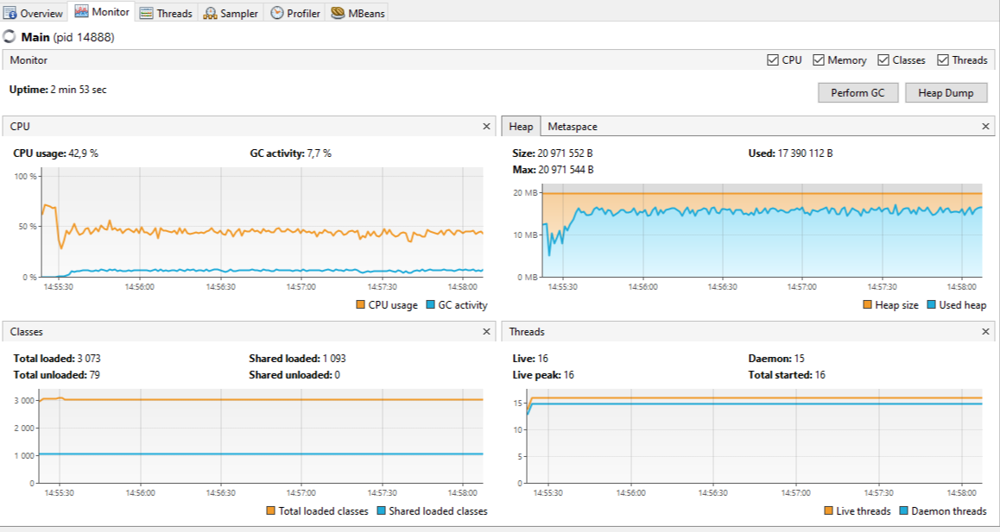 Overview Monitor Threads Sampler Profiler MBeans
Main (pid 14888)
Monitor CPU Memory Classes Threads
Uptime: 2 min 53 sec
Perform GC Heap Dump
CPU
CPU usage: 42,9 % GC activity: 7,7 %
100 %
50 %
0 %
14:55:30 14:56:00 14:56:30 14:57:00 14:57:30 14:58:00
CPU usage GC activity
Heap Metaspace
Size: 20 971 552 B Used: 17 390 112 B
Max: 20 971 544 B
20 MB
10 MB
0 MB
14:55:30 14:56:00 14:56:30 14:57:00 14:57:30 14:58:00
Heap size Used heap
Classes
Total loaded: 3 073 Shared loaded: 1 093
Total unloaded: 79 Shared unloaded: 0
3 000
2 000
1 000
0
14:55:30 14:56:00 14:56:30 14:57:00 14:57:30 14:58:00
Total loaded classes Shared loaded classes
Threads
Live: 16 Daemon: 15
Live peak: 16 Total started: 16
15
10
5
0
14:55:30 14:56:00 14:56:30 14:57:00 14:57:30 14:58:00
Live threads Daemon threads